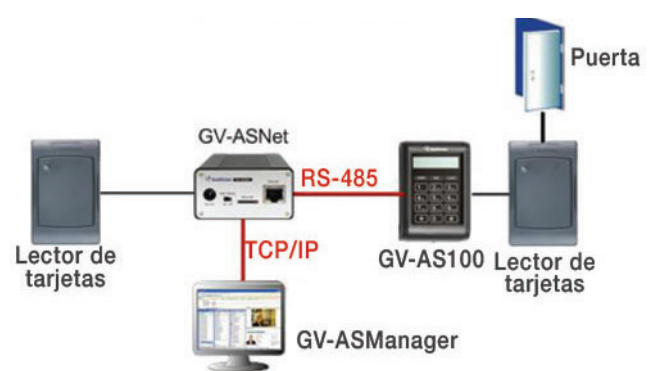 Puerta
GV-ASNet
RS-485
TCP/IP
Lector de
tarjetas
GV-AS100
Lector de
tarjetas
GV-ASManager